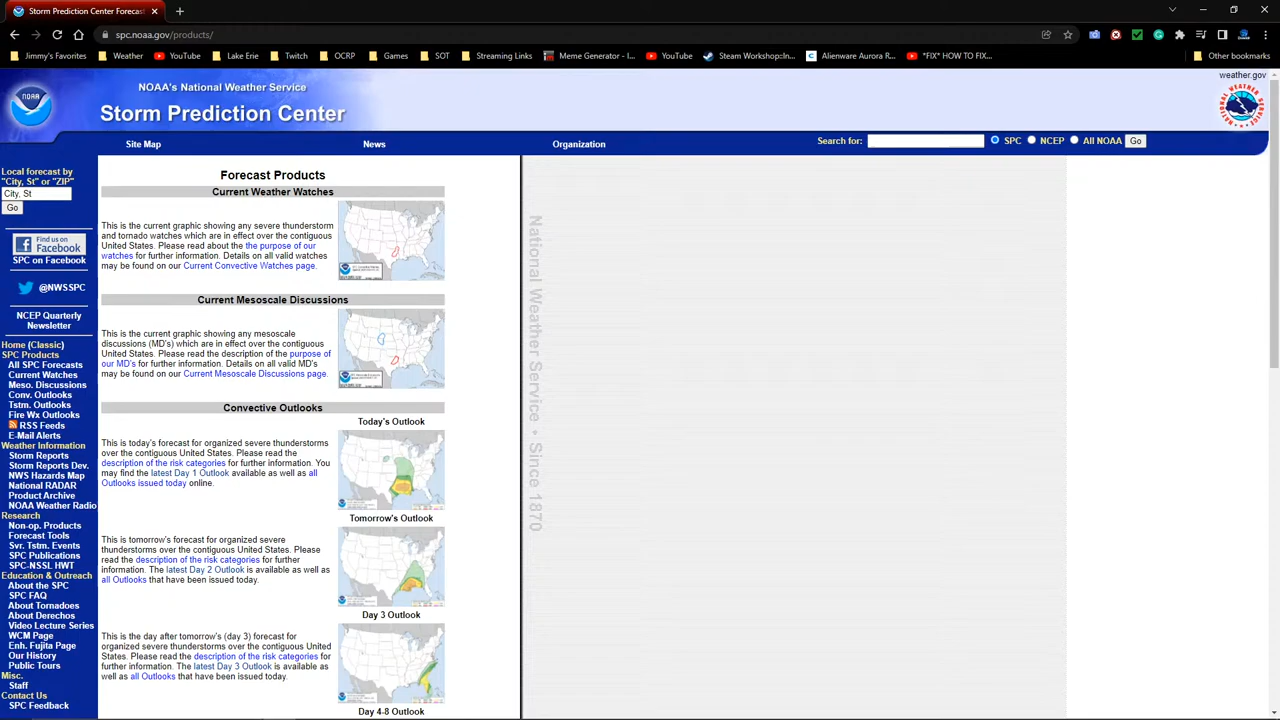 Storm Prediction Center Forecas
spc.noaa.gov/products/
Jimmy's Favorites
Weather
YouTube
Lake Erie
Twitch
OCRP
Games
SOT
Streaming Links
Meme Generator - I...
YouTube
Steam Workshop::In...
Alienware Aurora R...
*FIX* HOW TO FIX...
Other bookmarks
weather.gov
NOAA
NOAA's National Weather Service
Storm Prediction Center
Site Map
News
Organization
Search for:
SPC
NCEP
All NOAA
Go
Local forecast by
"City, St" or "ZIP"
City, St
Go
Find us on
Facebook
SPC on Facebook
@NWSSPC
NCEP Quarterly
Newsletter
Home (Classic)
SPC Products
All SPC Forecasts
Current Watches
Meso. Discussions
Conv. Outlooks
Tstm. Outlooks
Fire Wx Outlooks
RSS Feeds
E-Mail Alerts
Weather Information
Storm Reports
Storm Reports Dev.
NWS Hazards Map
National RADAR
Product Archive
NOAA Weather Radio
Research
Non-op. Products
Forecast Tools
Svr. Tstm. Events
SPC Publications
SPC-NSSL HWT
Education & Outreach
About the SPC
SPC FAQ
About Tornadoes
About Derechos
Video Lecture Series
WCM Page
Enh. Fujita Page
Our History
Public Tours
Misc.
Staff
Contact Us
SPC Feedback
Forecast Products
Current Weather Watches
This is the current graphic showing any severe thunderstorm
and tornado watches which are in effect over the contiguous
United States. Please read about the the purpose of our
watches for further information. Details on all valid watches
may be found on our Current Convective Watches page.
Current Mesoscale Discussions
This is the current graphic showing any mesoscale
discussions (MD's) which are in effect over the contiguous
United States. Please read the description of the purpose of
our MD's for further information. Details on all valid MD's
may be found on our Current Mesoscale Discussions page.
Convective Outlooks
Today's Outlook
This is today's forecast for organized severe thunderstorms
over the contiguous United States. Please read the
description of the risk categories for further information. You
may find the latest Day 1 Outlook available as well as all
Outlooks issued today online.
Tomorrow's Outlook
This is tomorrow's forecast for organized severe
thunderstorms over the contiguous United States. Please
read the description of the risk categories for further
information. The latest Day 2 Outlook is available as well as
all Outlooks that have been issued today.
Day 3 Outlook
This is the day after tomorrow's (day 3) forecast for
organized severe thunderstorms over the contiguous United
States. Please read the description of the risk categories for
further information. The latest Day 3 Outlook is available as
well as all Outlooks that have been issued today.
Day 4-8 Outlook
National Weather Service • Since 1870